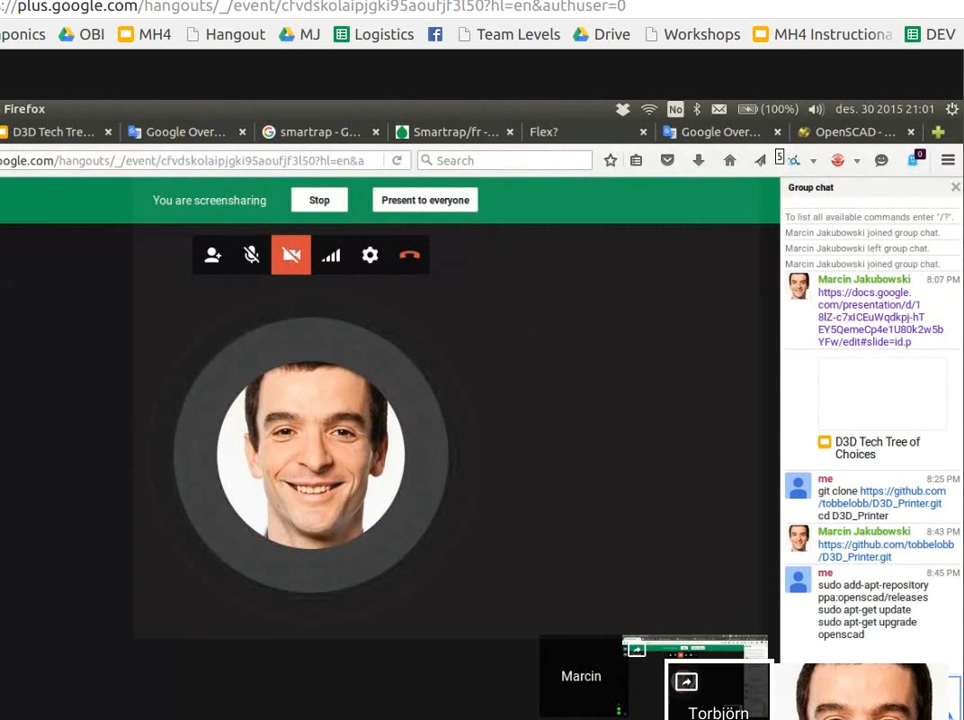 ://plus.google.com/hangouts/_/event/cfvdskolaipjgki95aoufjf3l50?hl=en&authuser=0
aponics OBI MH4 Hangout MJ Logistics Team Levels Drive Workshops MH4 Instructiona DEV
Firefox No (100%) des. 30 2015 21:01
D3D Tech Tre... × Google Over... × smartrap - G... × Smartrap/fr -... × Flex? × Google Over... × OpenSCAD - ... ×
ogle.com/hangouts/_/event/cfvdskolaipjgki95aoufjf3l50?hl=en&a Search 5 0
You are screensharing Stop Present to everyone
Group chat
To list all available commands enter "/?".
Marcin Jakubowski joined group chat.
Marcin Jakubowski left group chat.
Marcin Jakubowski joined group chat.
Marcin Jakubowski 8:07 PM
https://docs.google.
com/presentation/d/1
8lZ-c7xICEuWqdkpj-hT
EY5QemeCp4e1U80k2w5b
YFw/edit#slide=id.p
D3D Tech Tree of
Choices
me 8:25 PM
git clone https://github.com
/tobbelobb/D3D_Printer.git
cd D3D_Printer
Marcin Jakubowski 8:43 PM
https://github.com/tobbelobb
/D3D_Printer.git
me 8:45 PM
sudo add-apt-repository
ppa:openscad/releases
sudo apt-get update
sudo apt-get upgrade
openscad
Marcin
Torbjörn